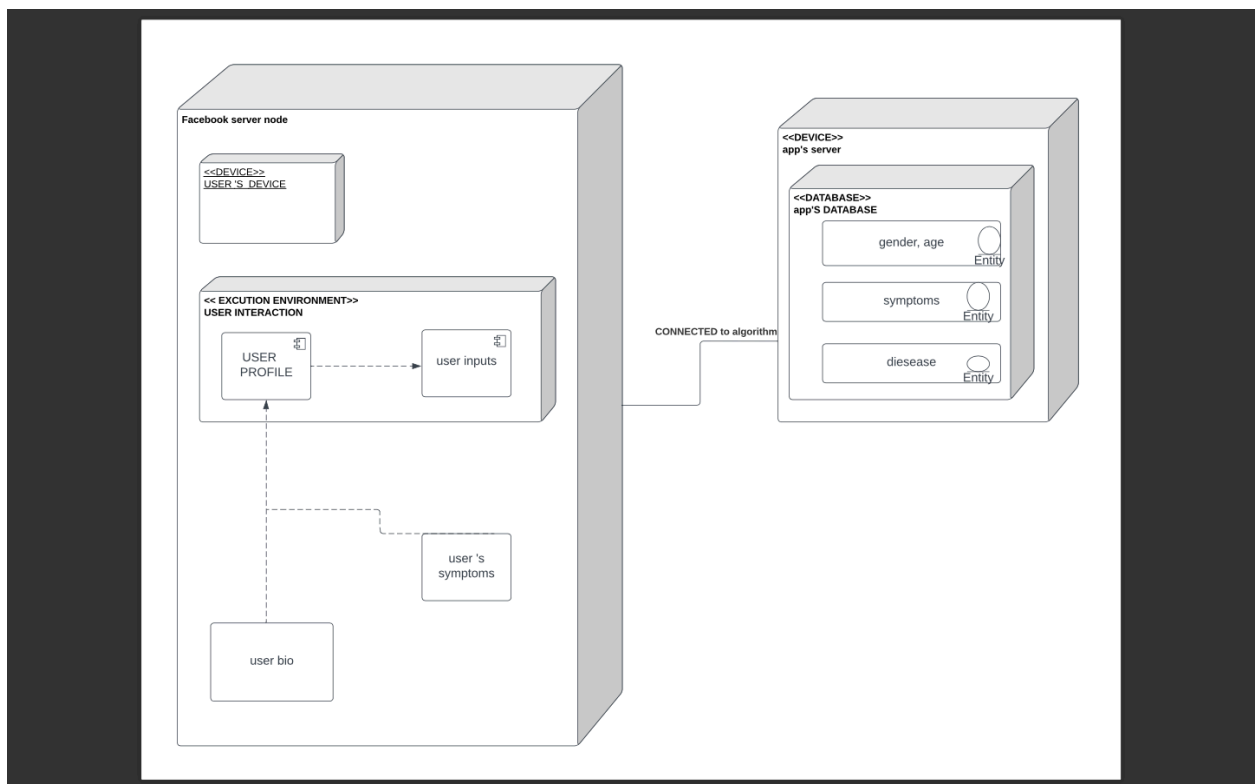 Facebook server node
<<DEVICE>>
USER 'S DEVICE
<< EXCUTION ENVIRONMENT>>
USER INTERACTION
USER
PROFILE
user inputs
user 's
symptoms
user bio
CONNECTED to algorithm
<<DEVICE>>
app's server
<<DATABASE>>
app'S DATABASE
gender, age
Entity
symptoms
Entity
diesease
Entity